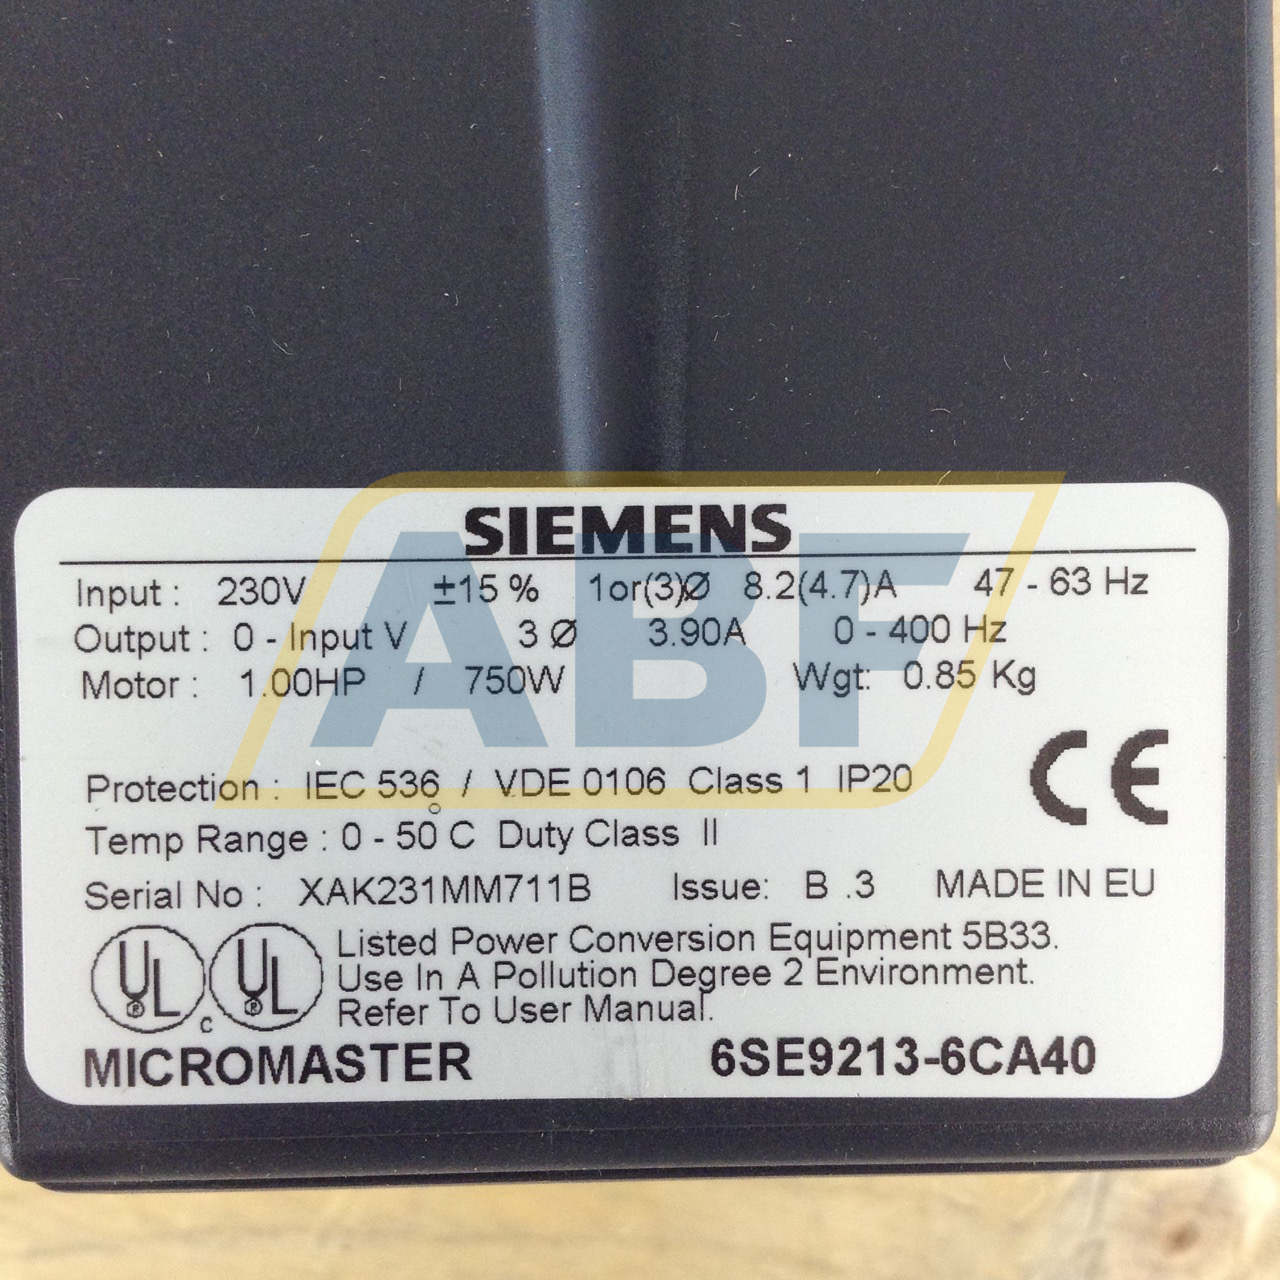 SIEMENS
Input : 230V ±15 % 1or(3)Ø 8.2(4.7)A 47 - 63 Hz
Output : 0 - Input V 3 Ø 3.90A 0 - 400 Hz
Motor : 1.00HP / 750W Wgt: 0.85 Kg
ABF
Protection : IEC 536 / VDE 0106 Class 1 IP20
CE
Temp Range : 0 - 50°C Duty Class II
Serial No : XAK231MM711B Issue: B .3 MADE IN EU
UL ® c UL ® Listed Power Conversion Equipment 5B33.
Use In A Pollution Degree 2 Environment.
Refer To User Manual.
MICROMASTER 6SE9213-6CA40